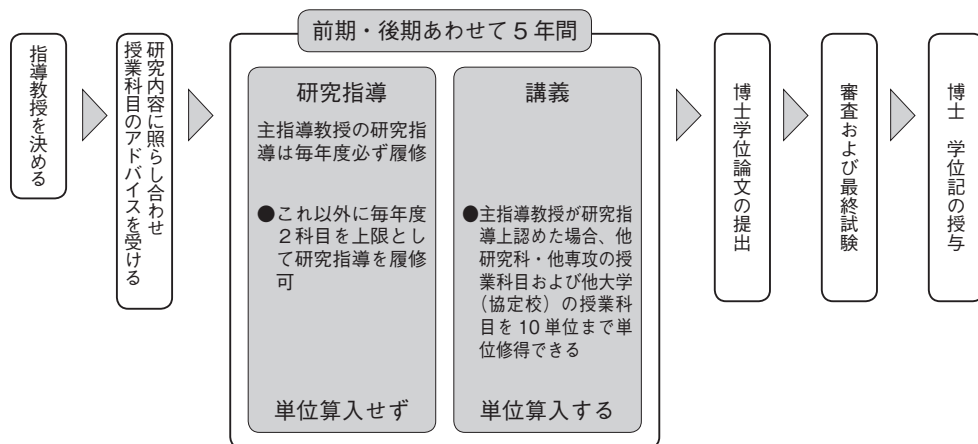 指導教授を決める
研究内容に照らし合わせ
授業科目のアドバイスを受ける
前期・後期あわせて５年間
研究指導
主指導教授の研究指
導は毎年度必ず履修
●これ以外に毎年度
２科目を上限とし
て研究指導を履修
可
単位算入せず
講義
●主指導教授が研究指
導上認めた場合、他
研究科・他専攻の授
業科目および他大学
（協定校）の授業科
目を10単位まで単
位修得できる
単位算入する
博士学位論文の提出
審査および最終試験
博士　学位記の授与